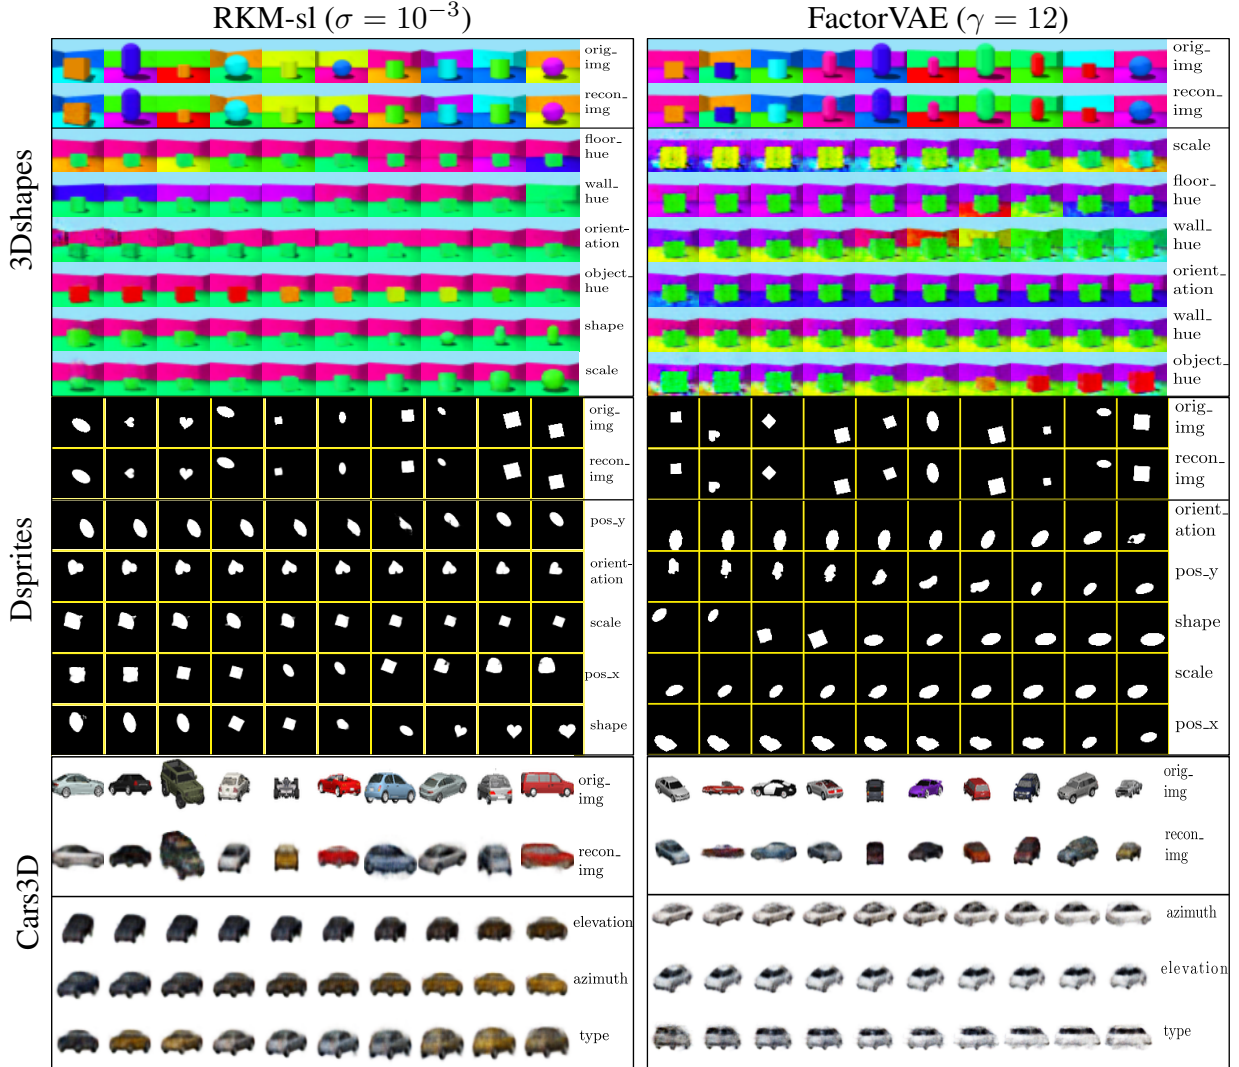 RKM-sl (σ = 10⁻³)
FactorVAE (γ = 12)
3Dshapes
orig_
img
recon_
img
floor_
hue
wall_
hue
orient-
ation
object_
hue
shape
scale
orig_
img
recon_
img
scale
floor_
hue
wall_
hue
orient_
ation
wall_
hue
object_
hue
Dsprites
orig_
img
recon_
img
pos_y
orient-
ation
scale
pos_x
shape
orig_
img
recon_
img
orient_
ation
pos_y
shape
scale
pos_x
Cars3D
orig_
img
recon_
img
elevation
azimuth
type
orig_
img
recon_
img
azimuth
elevation
type